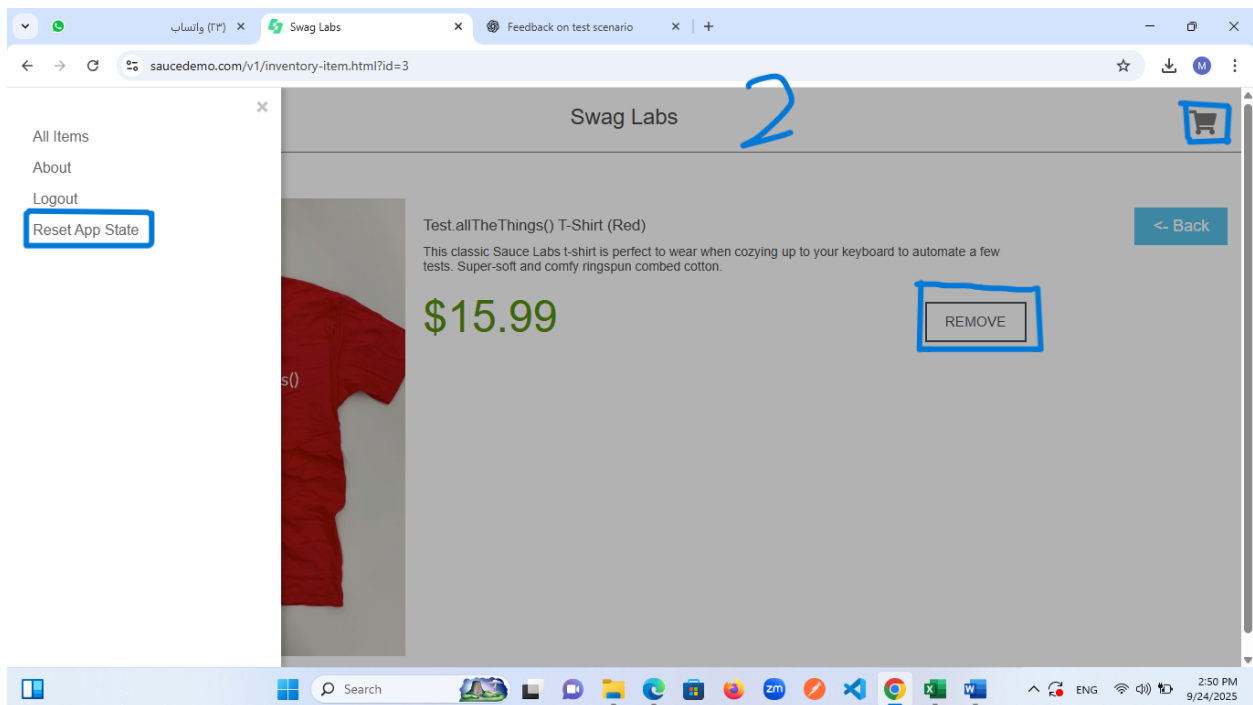 (٢٣) واتساب
Swag Labs
Feedback on test scenario
saucedemo.com/v1/inventory-item.html?id=3
M
2
Swag Labs
All Items
About
Logout
Reset App State
Test.allTheThings() T-Shirt (Red)
<- Back
This classic Sauce Labs t-shirt is perfect to wear when cozying up to your keyboard to automate a few
tests. Super-soft and comfy ringspun combed cotton.
$15.99
REMOVE
s()
Search
zm
ENG
2:50 PM
9/24/2025